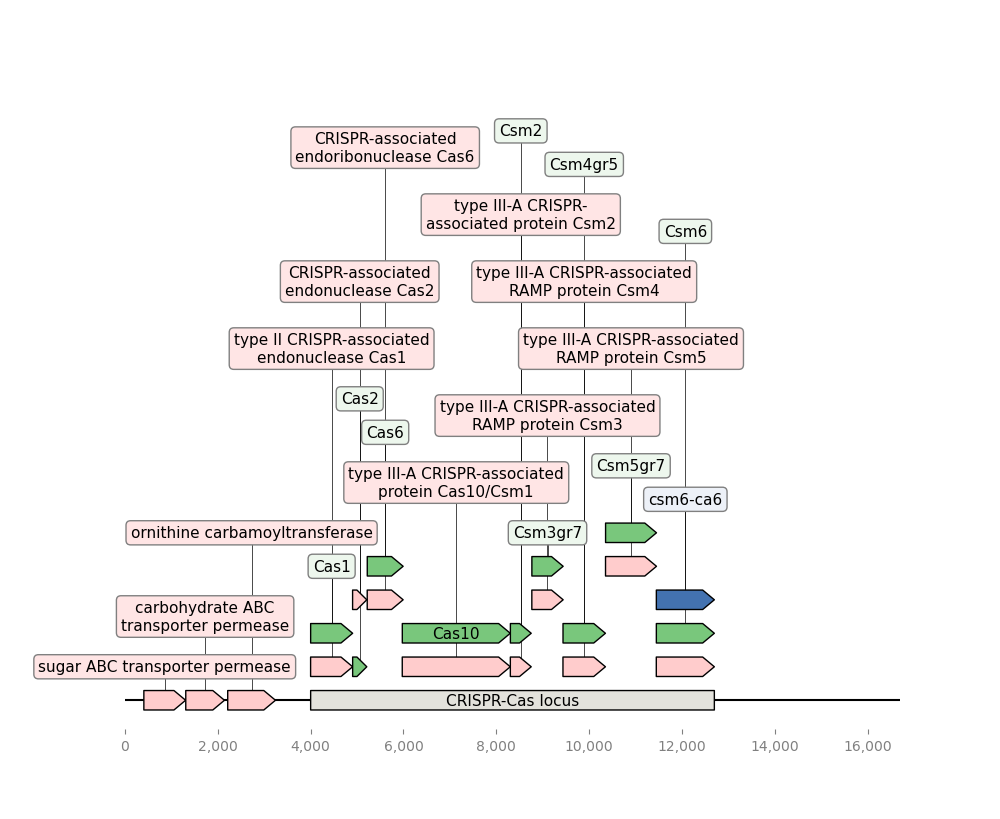 Csm2
CRISPR-associated
endoribonuclease Cas6
Csm4gr5
type III-A CRISPR-
associated protein Csm2
Csm6
CRISPR-associated
endonuclease Cas2
type III-A CRISPR-associated
RAMP protein Csm4
type II CRISPR-associated
endonuclease Cas1
type III-A CRISPR-associated
RAMP protein Csm5
Cas2
type III-A CRISPR-associated
RAMP protein Csm3
Cas6
Csm5gr7
type III-A CRISPR-associated
protein Cas10/Csm1
csm6-ca6
ornithine carbamoyltransferase
Csm3gr7
Cas1
carbohydrate ABC
transporter permease
Cas10
sugar ABC transporter permease
CRISPR-Cas locus
0 2,000 4,000 6,000 8,000 10,000 12,000 14,000 16,000